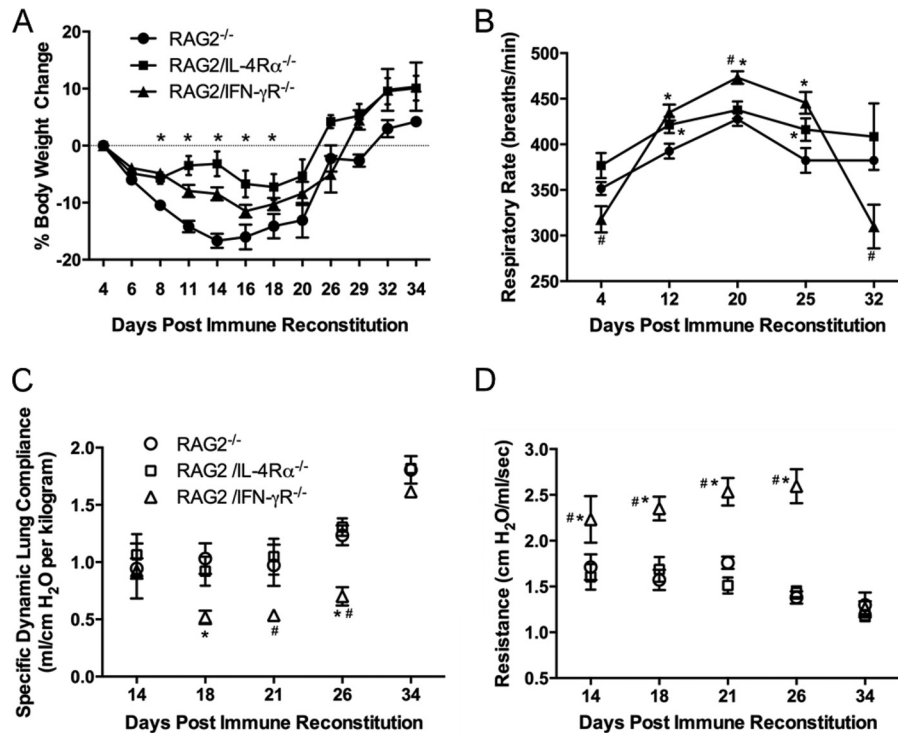 A
RAG2-/-
RAG2/IL-4Rα-/-
RAG2/IFN-γR-/-
% Body Weight Change
20
10
0
-10
-20
* * * * *
4 6 8 11 14 16 18 20 26 29 32 34
Days Post Immune Reconstitution
B
Respiratory Rate (breaths/min)
500
450
400
350
300
250
# *
*
*
*
*
#
#
4 12 20 25 32
Days Post Immune Reconstitution
C
RAG2-/-
RAG2 /IL-4Rα-/-
RAG2 /IFN-γR-/-
Specific Dynamic Lung Compliance
(ml/cm H2O per kilogram)
2.0
1.5
1.0
0.5
0.0
* # * #
14 18 21 26 34
Days Post Immune Reconstitution
D
Resistance (cm H2O/ml/sec)
3.0
2.5
2.0
1.5
1.0
0.5
#* #* #* #*
14 18 21 26 34
Days Post Immune Reconstitution